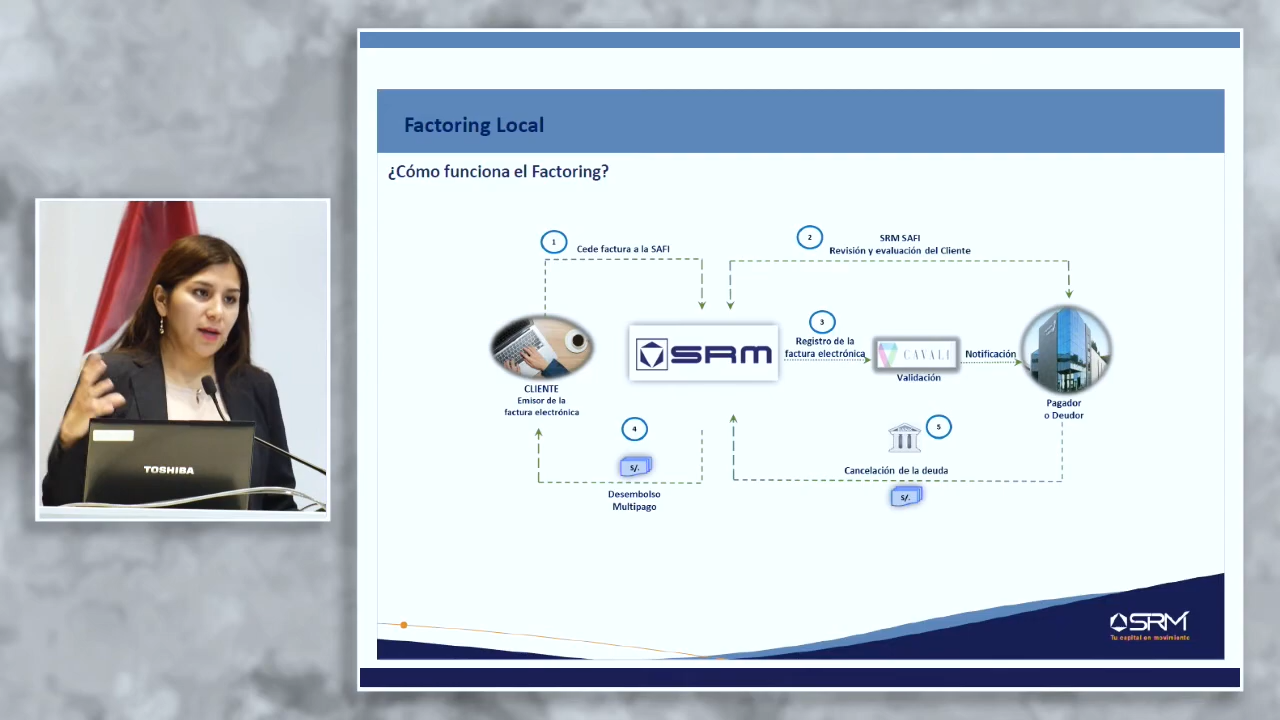 Factoring Local
¿Cómo funciona el Factoring?
1
Cede factura a la SAFI
2
SRM SAFI
Revisión y evaluación del Cliente
SRM
3
Registro de la
factura electrónica
CAVALI
Validación
Notificación
CLIENTE
Emisor de la
factura electrónica
Pagador
o Deudor
4
S/.
Desembolso
Multipago
5
Cancelación de la deuda
S/.
TOSHIBA
SRM
Tu capital en movimiento